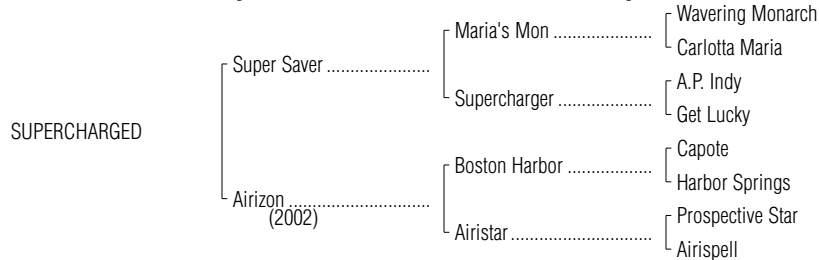 Wavering Monarch
Maria's Mon ....................
Carlotta Maria
Super Saver ......................
A.P. Indy
Supercharger ...................
Get Lucky
SUPERCHARGED
Capote
Boston Harbor .................
Harbor Springs
Airizon ..............................
(2002)
Prospective Star
Airistar .............................
Airispell